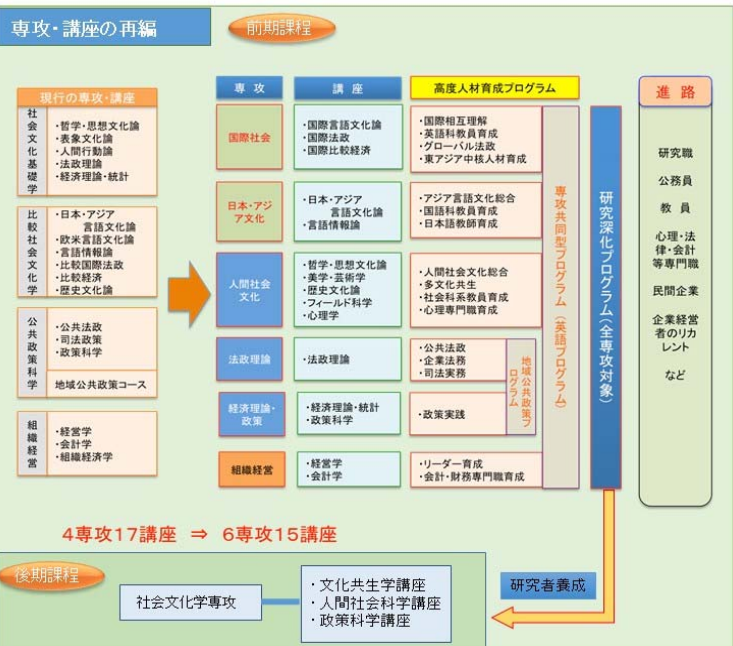 専攻・講座の再編
前期課程
現行の専攻・講座
社会文化基礎学
・哲学・思想文化論
・表象文化論
・人間行動論
・法政理論
・経済理論・統計
比較社会文化学
・日本・アジア
言語文化論
・欧米言語文化論
・言語情報論
・比較国際法政
・比較経済
・歴史文化論
公共政策科学
・公共法政
・司法政策
・政策科学
地域公共政策コース
組織経営
・経営学
・会計学
・組織経済学
専 攻
講 座
高度人材育成プログラム
国際社会
・国際言語文化論
・国際法政
・国際比較経済
・国際相互理解
・英語科教員育成
・グローバル法政
・東アジア中核人材育成
日本・アジ
ア文化
・日本・アジア
言語文化論
・言語情報論
・アジア言語文化総合
・国語科教員育成
・日本語教師育成
人間社会
文化
・哲学・思想文化論
・美学・芸術学
・歴史文化論
・フィールド科学
・心理学
・人間社会文化総合
・多文化共生
・社会科系教員育成
・心理専門職育成
法政理論
・法政理論
・公共法政
・企業法務
・司法実務
経済理論・
政策
・経済理論・統計
・政策科学
・政策実践
地域公共政策プ
ログラム
組織経営
・経営学
・会計学
・リーダー育成
・会計・財務専門職育成
専攻共同型プログラム（英語プログラム）
研究深化プログラム（全専攻対象）
進 路
研究職
公務員
教 員
心理・法
律・会計
等専門職
民間企業
企業経営
者のリカ
レント
など
4専攻17講座 ⇒ 6専攻15講座
後期課程
社会文化学専攻
・文化共生学講座
・人間社会科学講座
・政策科学講座
研究者養成